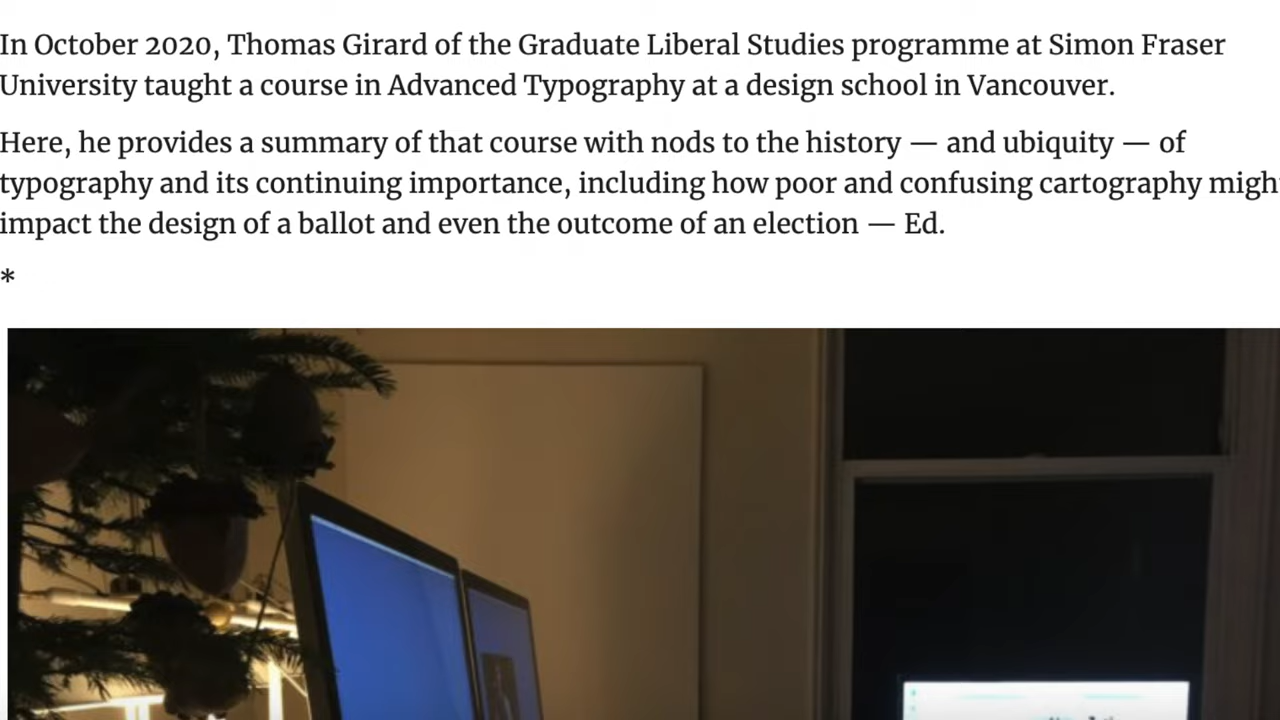 In October 2020, Thomas Girard of the Graduate Liberal Studies programme at Simon Fraser
University taught a course in Advanced Typography at a design school in Vancouver.
Here, he provides a summary of that course with nods to the history — and ubiquity — of
typography and its continuing importance, including how poor and confusing cartography might
impact the design of a ballot and even the outcome of an election — Ed.
*